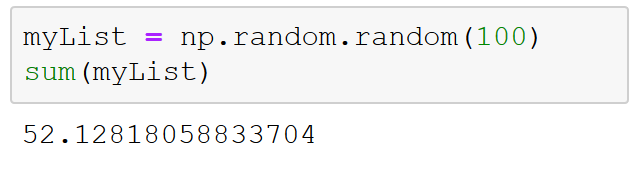 myList = np.random.random(100)
sum(myList)
52.12818058833704